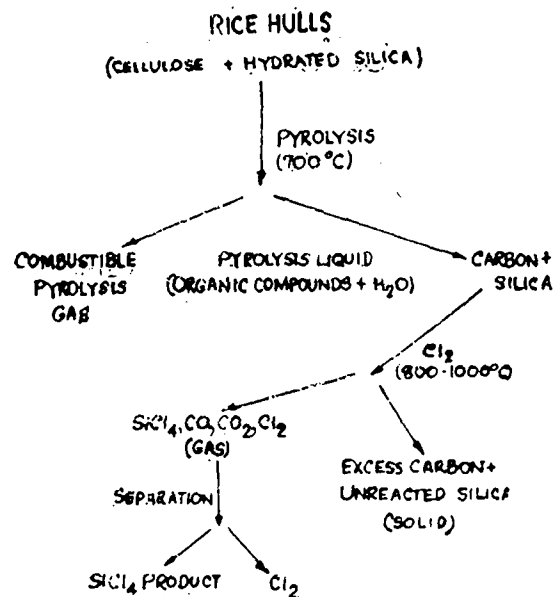 RICE HULLS
(CELLULOSE + HYDRATED SILICA)
PYROLYSIS
(700°C)
COMBUSTIBLE
PYROLYSIS
GAS
PYROLYSIS LIQUID
(ORGANIC COMPOUNDS + H₂O)
CARBON +
SILICA
Cl₂
(800-1000°C)
SiCl₄, CO, CO₂, Cl₂
(GAS)
EXCESS CARBON +
UNREACTED SILICA
(SOLID)
SEPARATION
SiCl₄ PRODUCT
Cl₂